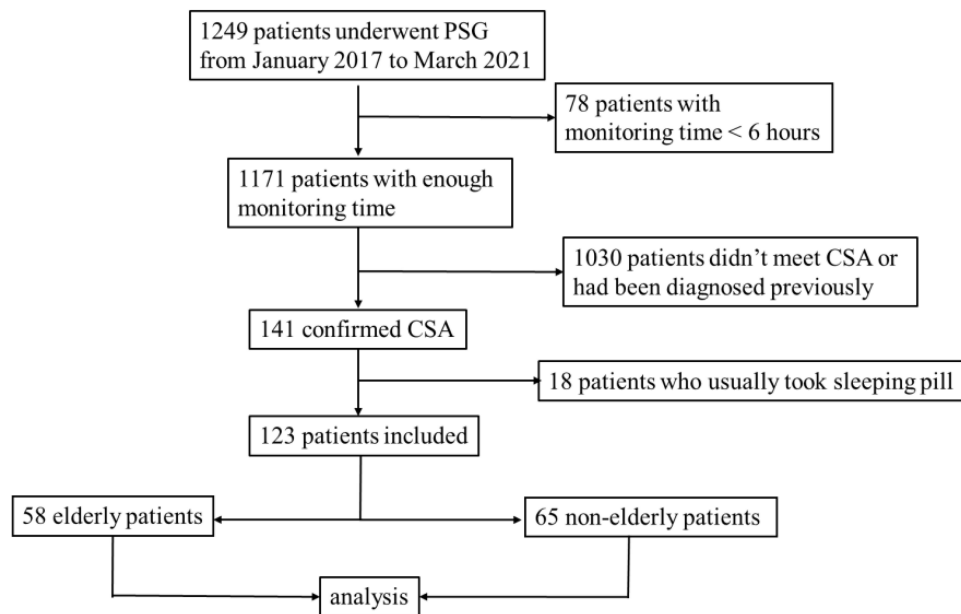 1249 patients underwent PSG
from January 2017 to March 2021
78 patients with
monitoring time < 6 hours
1171 patients with enough
monitoring time
1030 patients didn’t meet CSA or
had been diagnosed previously
141 confirmed CSA
18 patients who usually took sleeping pill
123 patients included
58 elderly patients
65 non-elderly patients
analysis